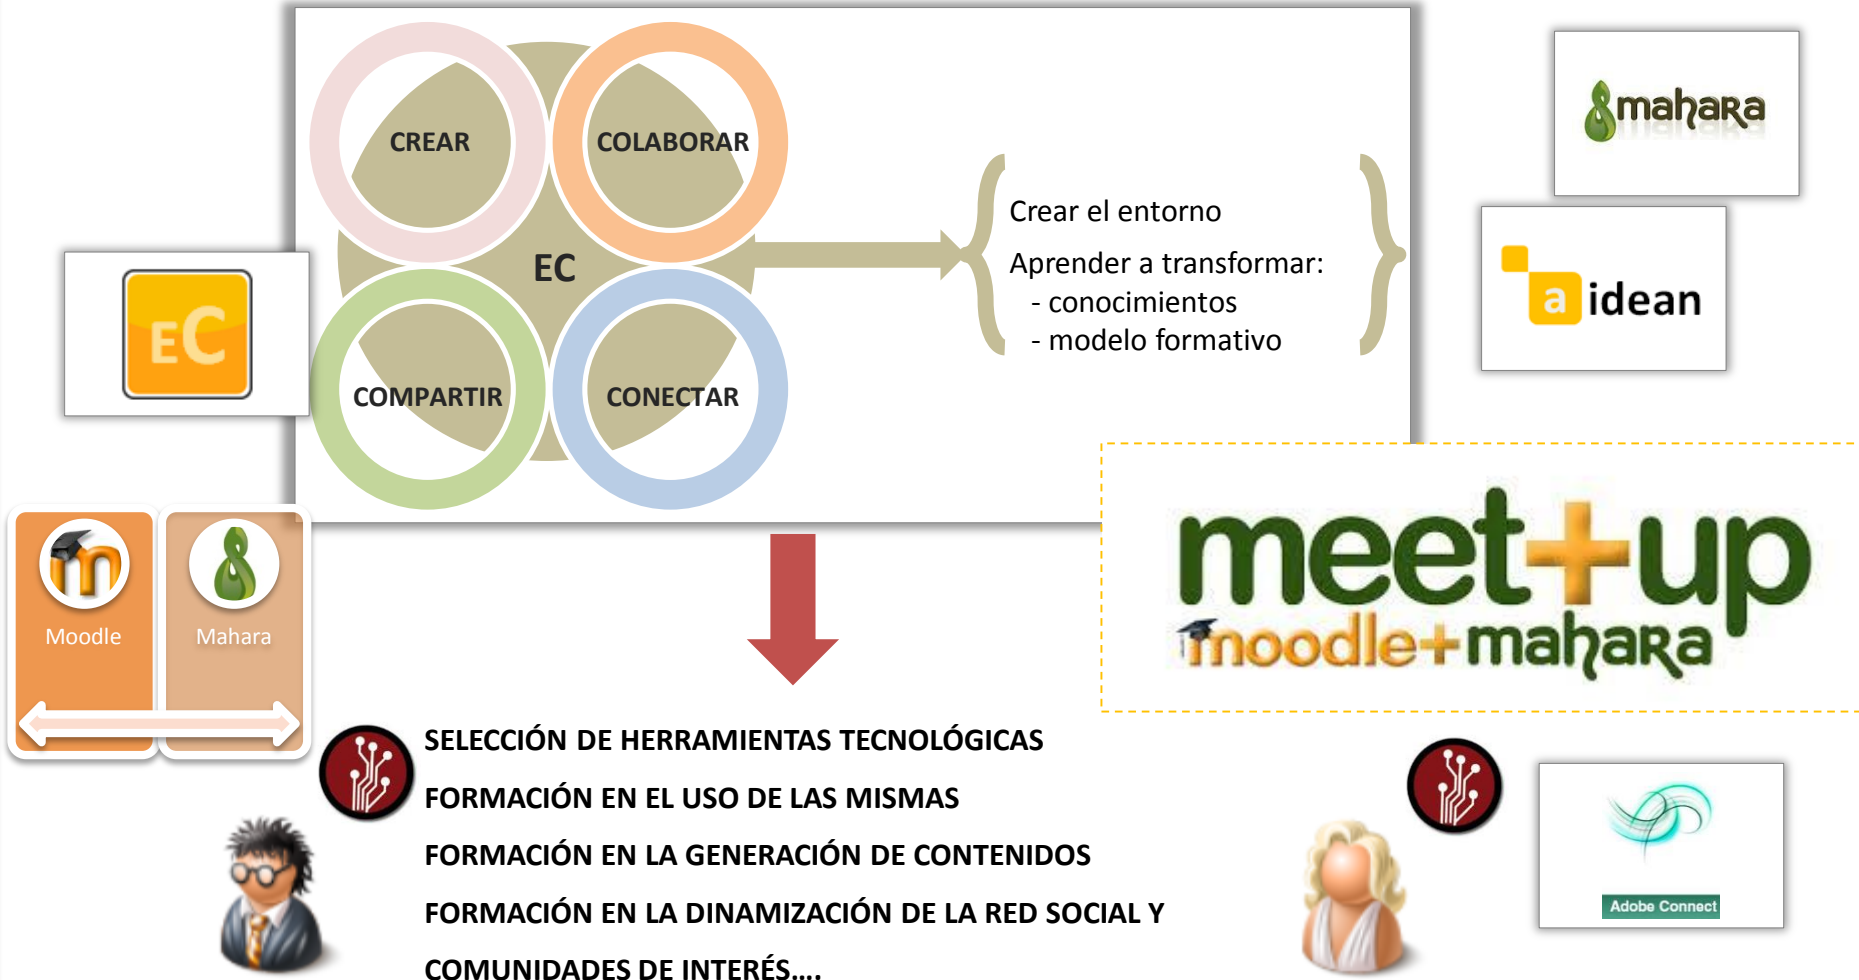 CREAR
COLABORAR
EC
COMPARTIR
CONECTAR
Crear el entorno
Aprender a transformar:
- conocimientos
- modelo formativo
mahara
a idean
EC
Moodle
Mahara
meet+up
moodle+mahara
SELECCIÓN DE HERRAMIENTAS TECNOLÓGICAS
FORMACIÓN EN EL USO DE LAS MISMAS
FORMACIÓN EN LA GENERACIÓN DE CONTENIDOS
FORMACIÓN EN LA DINAMIZACIÓN DE LA RED SOCIAL Y
COMUNIDADES DE INTERÉS....
Adobe Connect